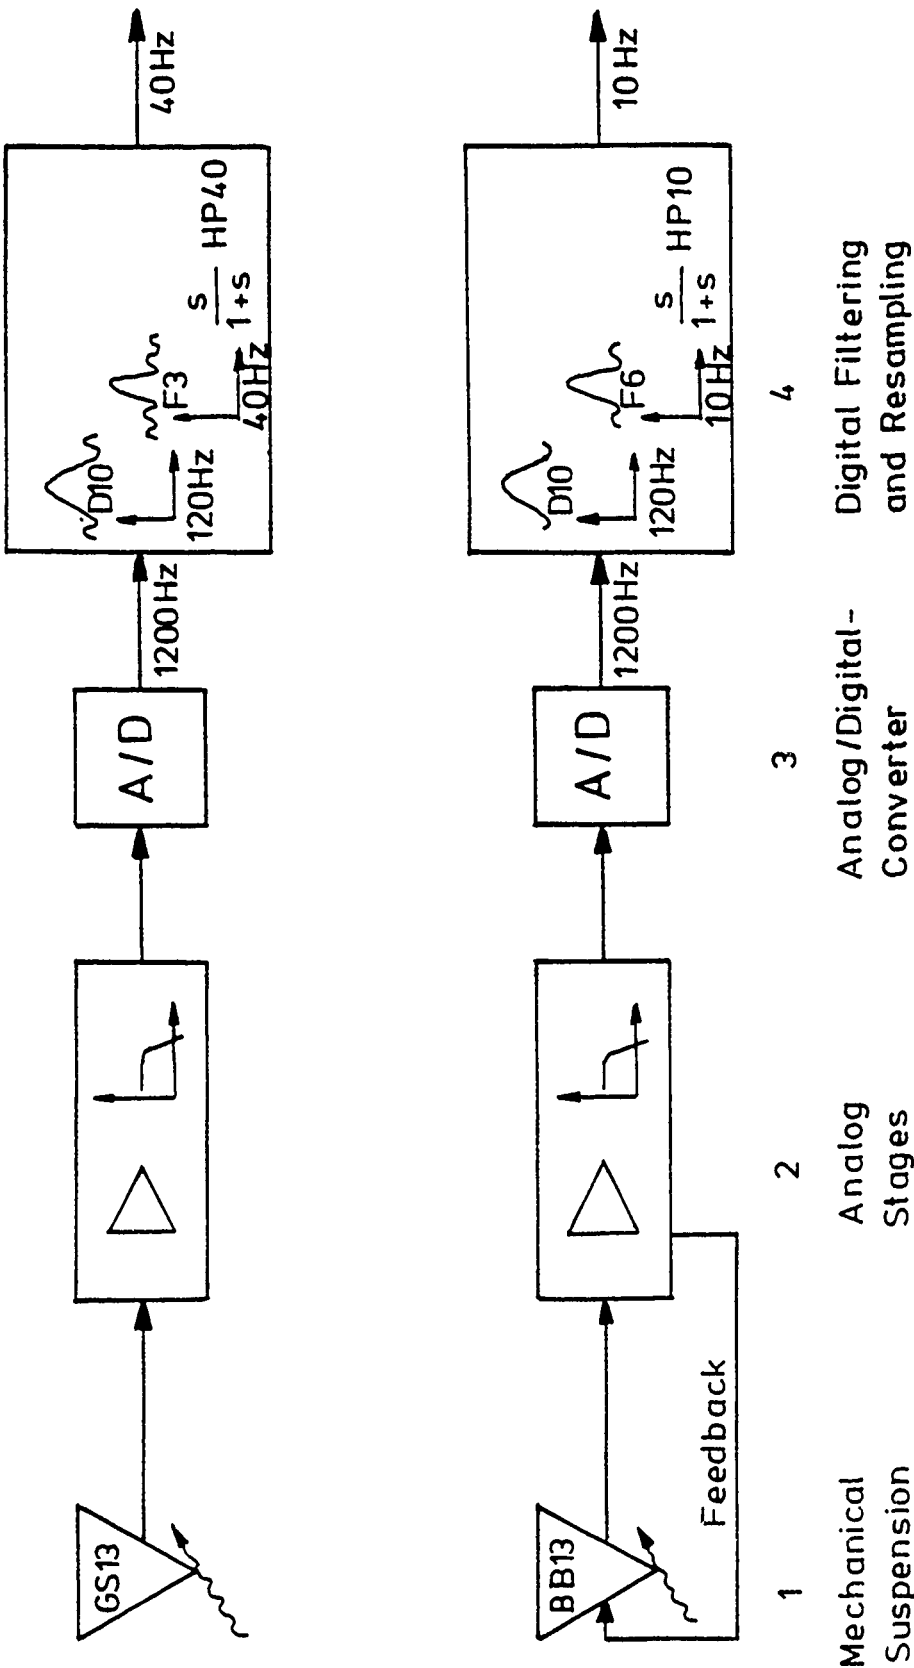 GS13
A/D
1200Hz
D10
120Hz
F3
40Hz
s
1+s
HP40
40Hz
BB13
Feedback
A/D
1200Hz
D10
120Hz
F6
10Hz
s
1+s
HP10
10Hz
1
Mechanical
Suspension
2
Analog
Stages
3
Analog/Digital-
Converter
4
Digital Filtering
and Resampling